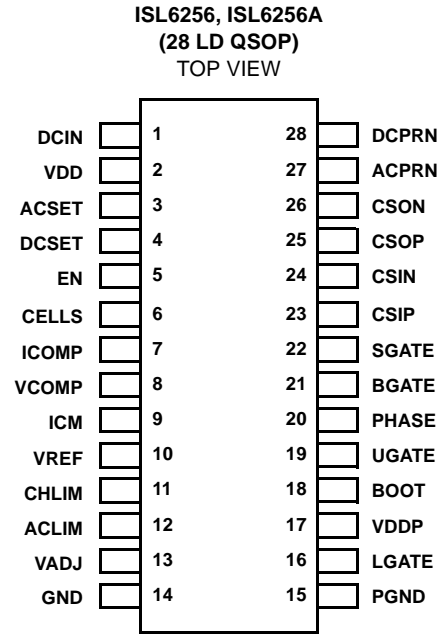 ISL6256, ISL6256A
(28 LD QSOP)
TOP VIEW
DCIN 1 28 DCPRN
VDD 2 27 ACPRN
ACSET 3 26 CSON
DCSET 4 25 CSOP
EN 5 24 CSIN
CELLS 6 23 CSIP
ICOMP 7 22 SGATE
VCOMP 8 21 BGATE
ICM 9 20 PHASE
VREF 10 19 UGATE
CHLIM 11 18 BOOT
ACLIM 12 17 VDDP
VADJ 13 16 LGATE
GND 14 15 PGND